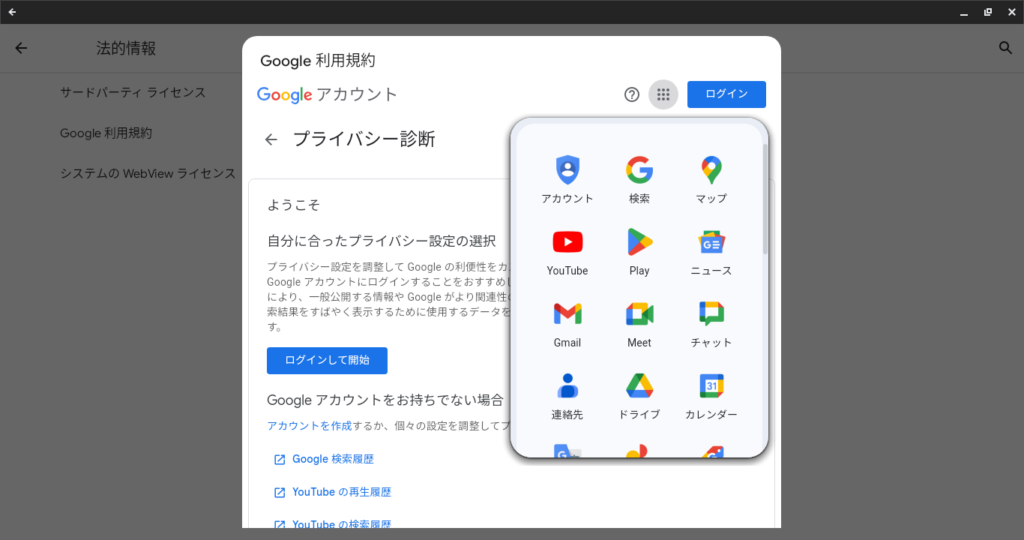 法的情報
サードパーティ ライセンス
Google 利用規約
システムの WebView ライセンス
Google 利用規約
Google アカウント
ログイン
プライバシー診断
ようこそ
自分に合ったプライバシー設定の選択
プライバシー設定を調整して Google の利便性をカ
Google アカウントにログインすることをおすすめ
により、一般公開する情報や Google がより関連性
索結果をすばやく表示するために使用するデータを
す。
ログインして開始
Google アカウントをお持ちでない場合
アカウントを作成するか、個々の設定を調整してプ
Google 検索履歴
YouTube の再生履歴
YouTube の検索履歴
アカウント
検索
マップ
YouTube
Play
ニュース
Gmail
Meet
チャット
連絡先
ドライブ
31
カレンダー